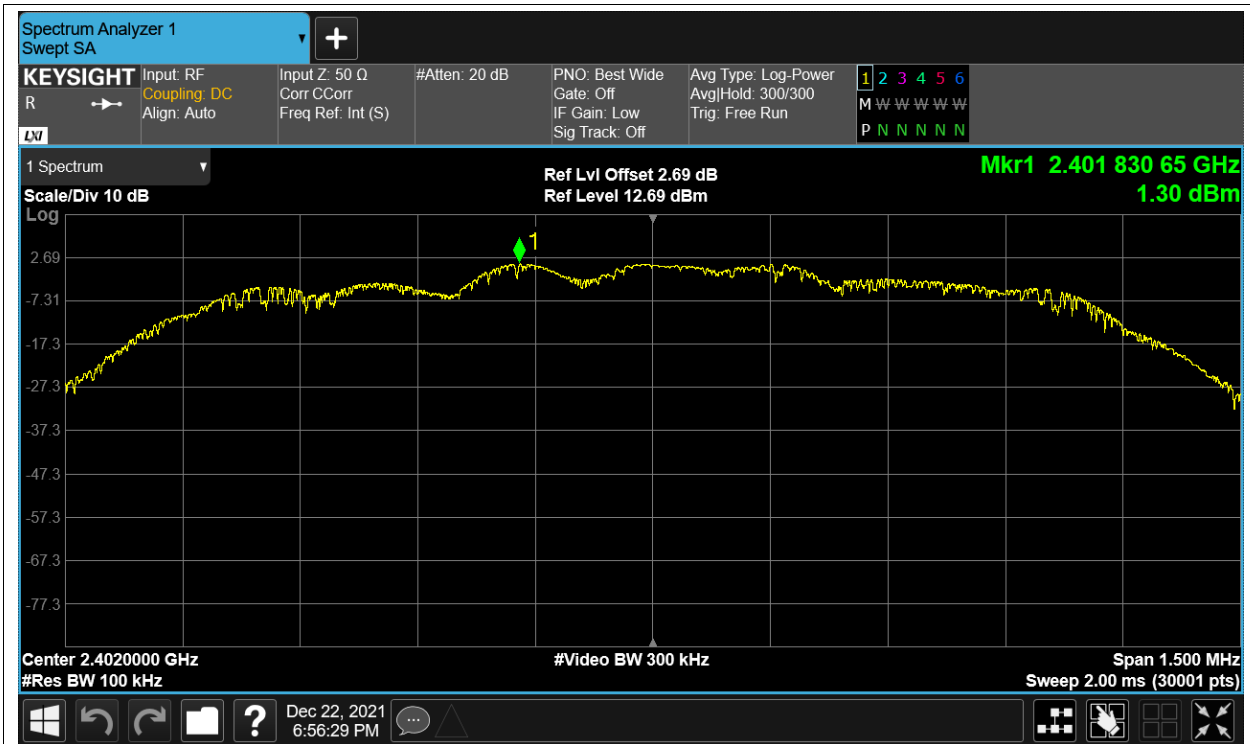 Spectrum Analyzer 1
Swept SA
KEYSIGHT
R
LXI
Input: RF
Coupling: DC
Align: Auto
Input Z: 50 Ω
Corr CCorr
Freq Ref: Int (S)
#Atten: 20 dB
PNO: Best Wide
Gate: Off
IF Gain: Low
Sig Track: Off
Avg Type: Log-Power
Avg|Hold: 300/300
Trig: Free Run
1 2 3 4 5 6
M W W W W W
P N N N N N
1 Spectrum
Scale/Div 10 dB
Log
Ref Lvl Offset 2.69 dB
Ref Level 12.69 dBm
Mkr1 2.401 830 65 GHz
1.30 dBm
1
2.69
-7.31
-17.3
-27.3
-37.3
-47.3
-57.3
-67.3
-77.3
Center 2.4020000 GHz
#Video BW 300 kHz
Span 1.500 MHz
#Res BW 100 kHz
Sweep 2.00 ms (30001 pts)
?
Dec 22, 2021
6:56:29 PM